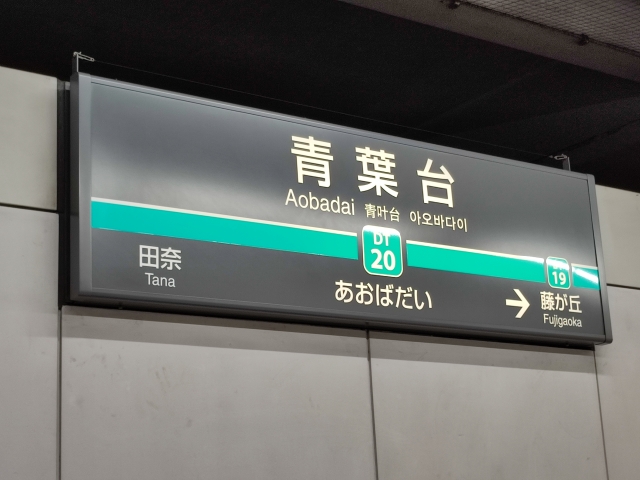 青葉台
Aobadai 青叶台 아오바다이
DT
20
19
田奈
Tana
あおばだい
→ 藤が丘
Fujigaoka